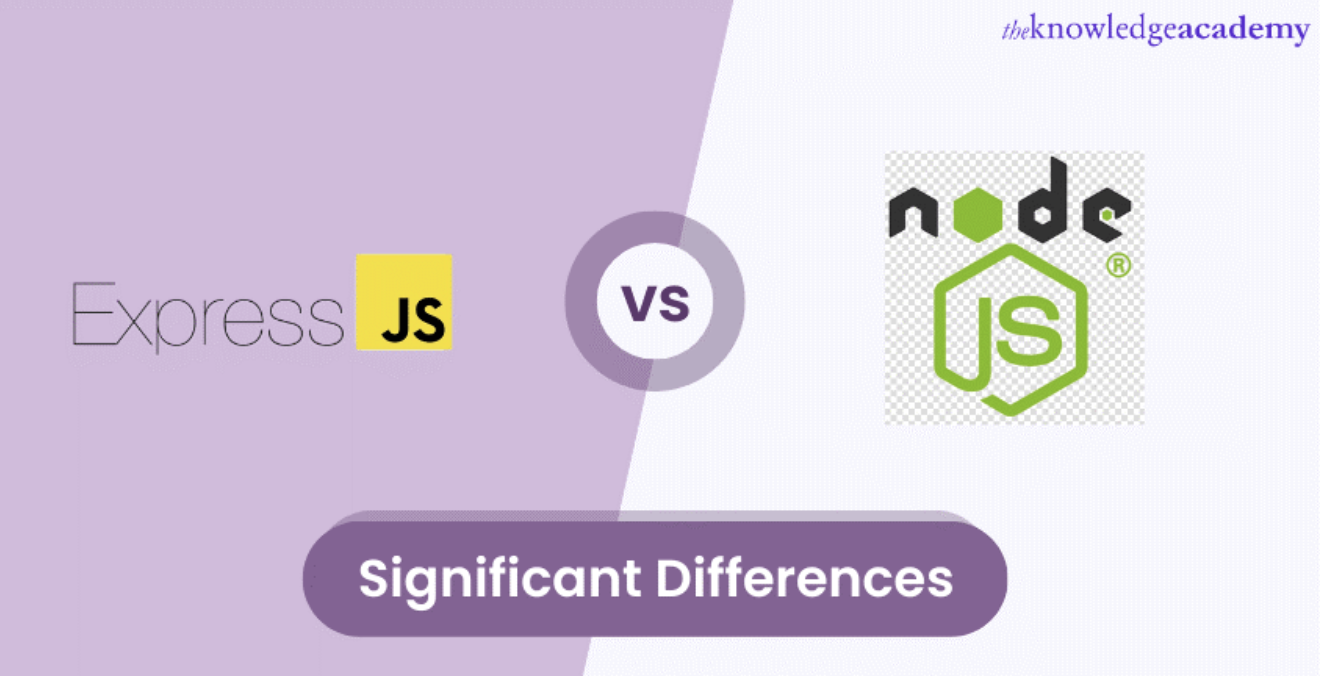 theknowledgeacademy
Express JS
vs
node
JS ®
Significant Differences